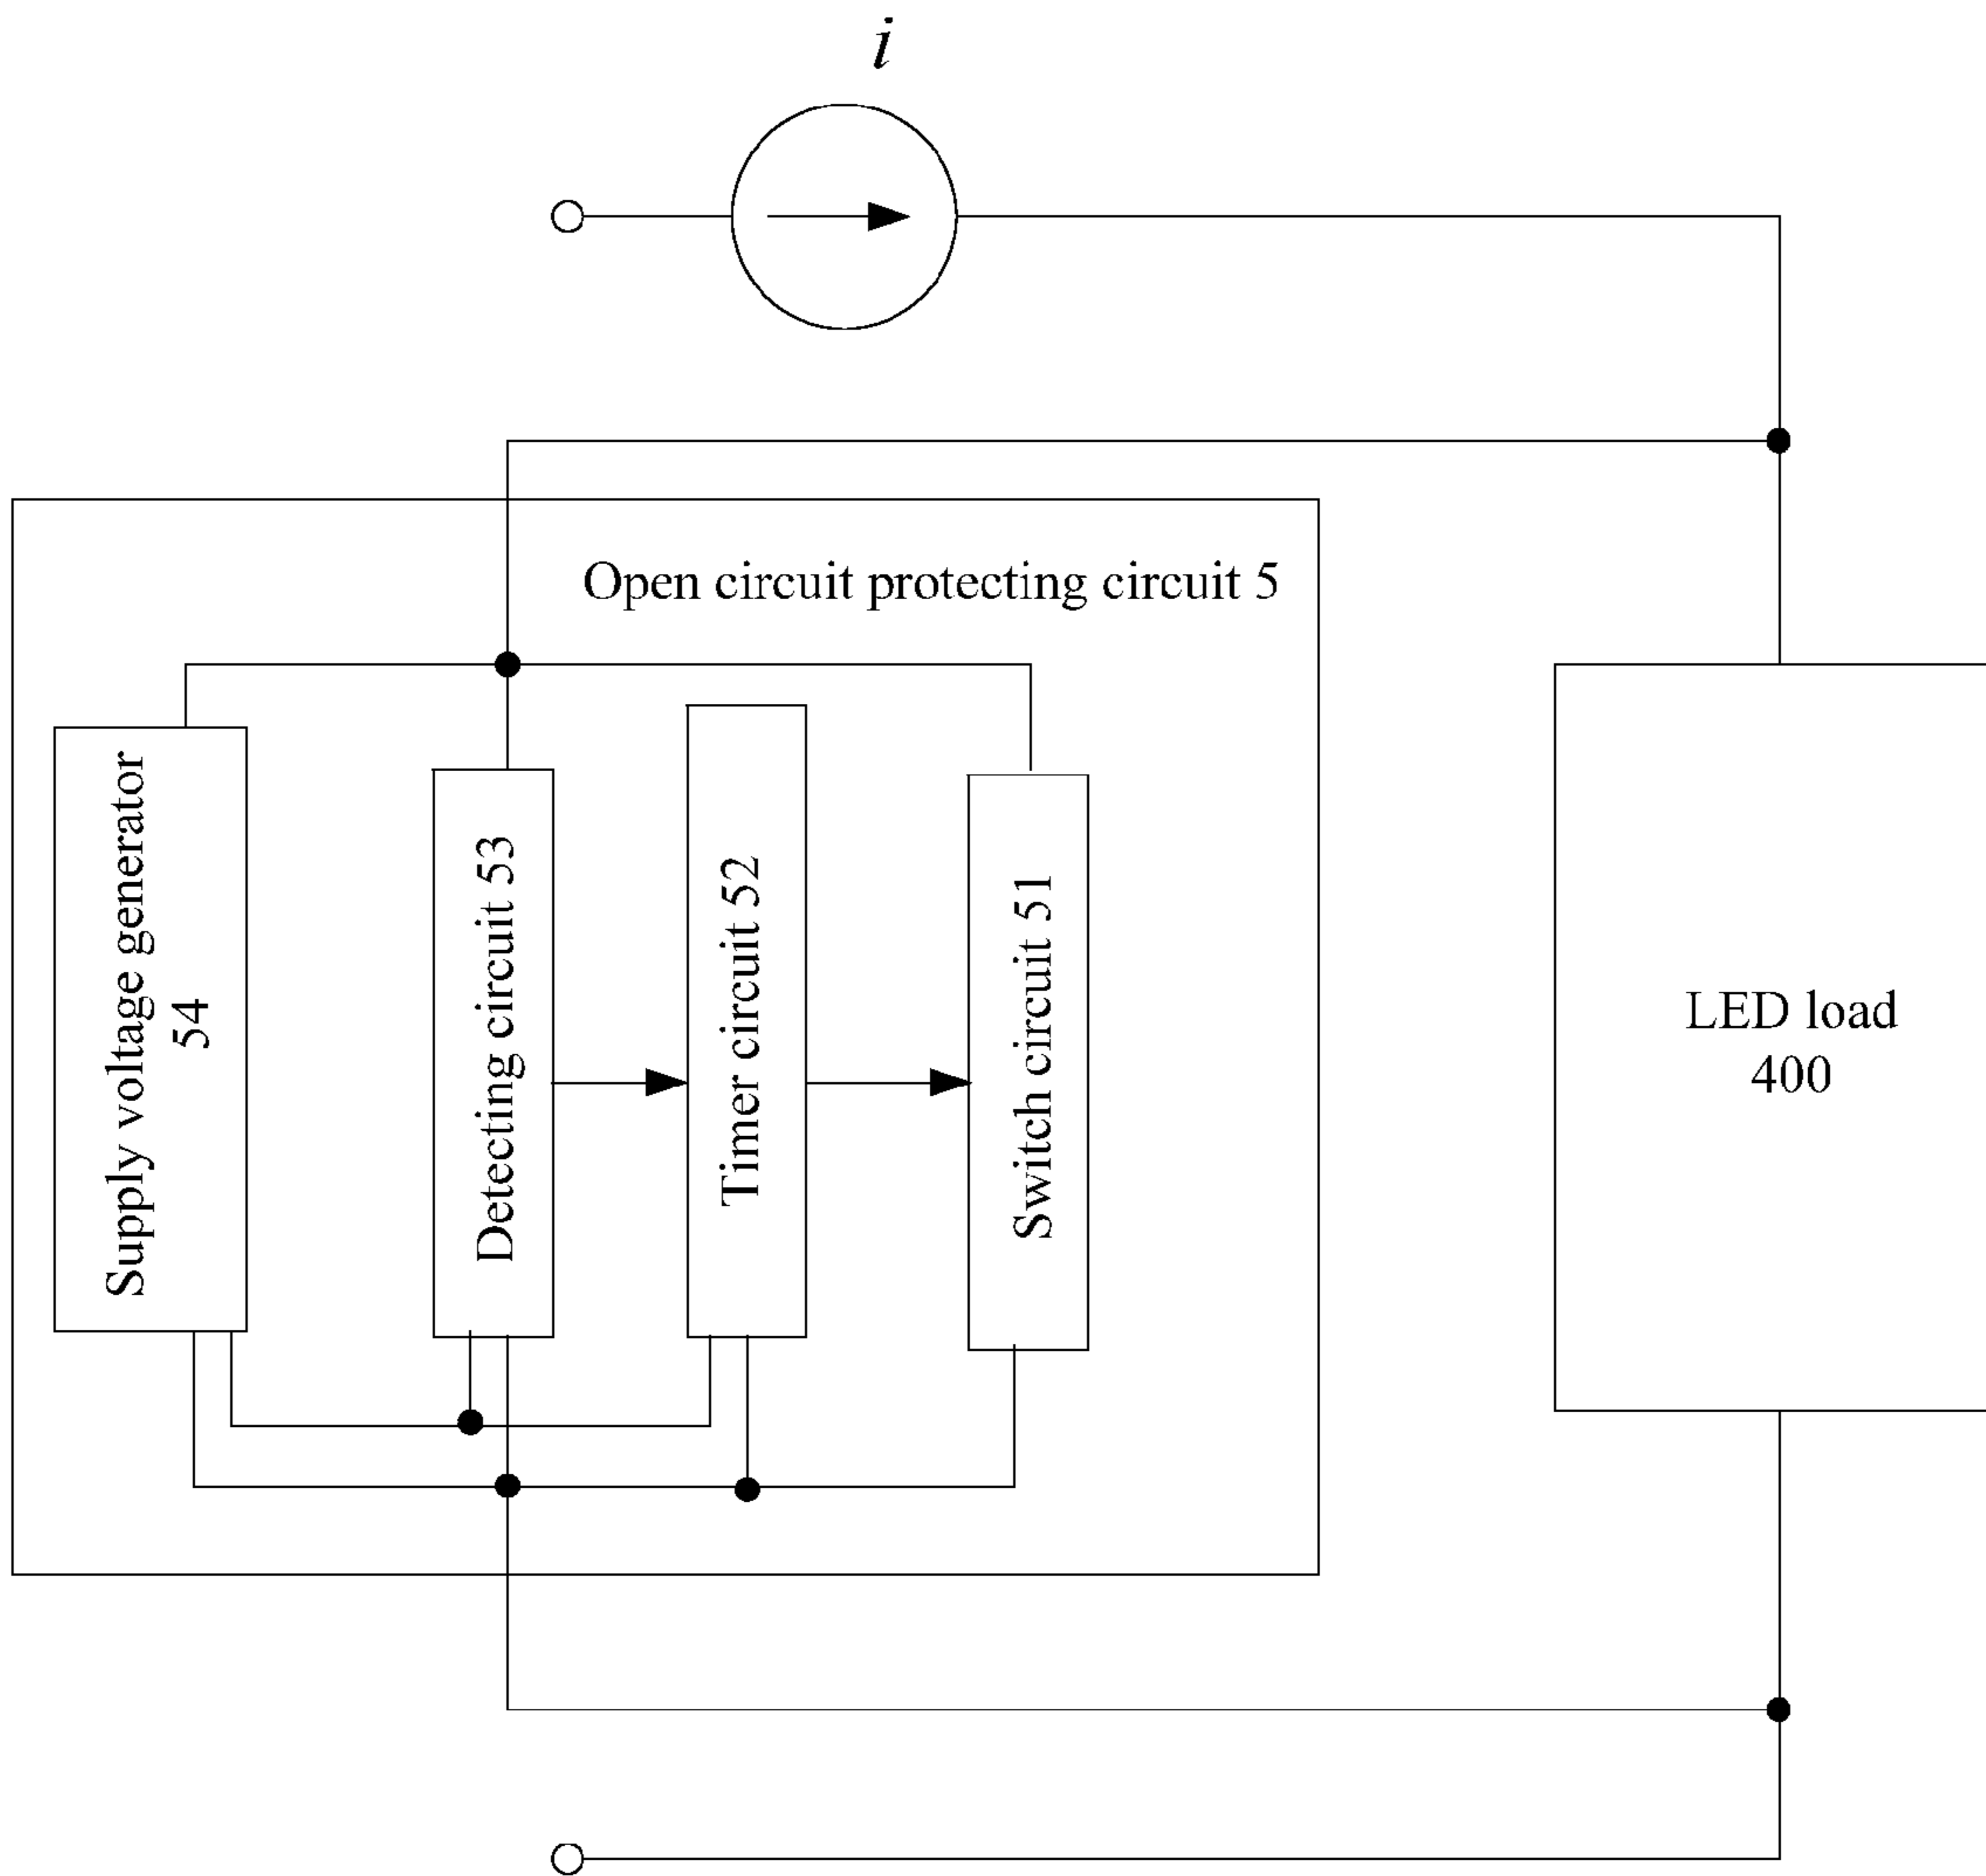 i
Open circuit protecting circuit 5
Supply voltage generator
54
Detecting circuit 53
Timer circuit 52
Switch circuit 51
LED load
400